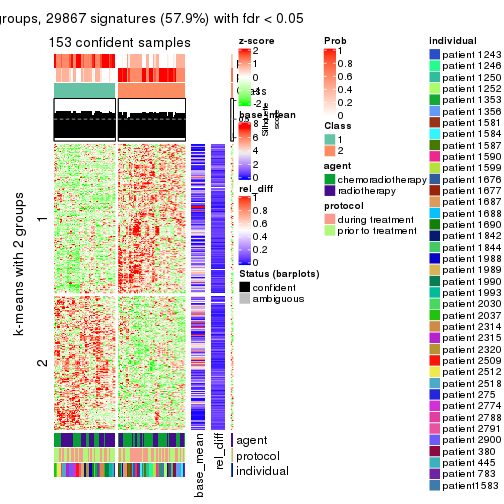 groups, 29867 signatures (57.9%) with fdr < 0.05
153 confident samples
k-means with 2 groups
1
2
z-score
2
1
0
-1
-2
base_mean
8
6
4
2
0
rel_diff
1
0.8
0.6
0.4
0.2
0
Status (barplots)
confident
ambiguous
Silhouette
score
Prob
1
0.8
0.6
0.4
0.2
0
Class
1
2
agent
chemoradiotherapy
radiotherapy
protocol
during treatment
prior to treatment
individual
patient 1243
patient 1246
patient 1250
patient 1252
patient 1353
patient 1356
patient 1581
patient 1584
patient 1587
patient 1590
patient 1599
patient 1676
patient 1677
patient 1687
patient 1688
patient 1690
patient 1842
patient 1844
patient 1988
patient 1989
patient 1990
patient 1993
patient 2030
patient 2037
patient 2314
patient 2315
patient 2320
patient 2509
patient 2512
patient 2518
patient 275
patient 2774
patient 2788
patient 2791
patient 2900
patient 380
patient 445
patient 783
patient1583
agent
protocol
individual
base_mean
rel_diff